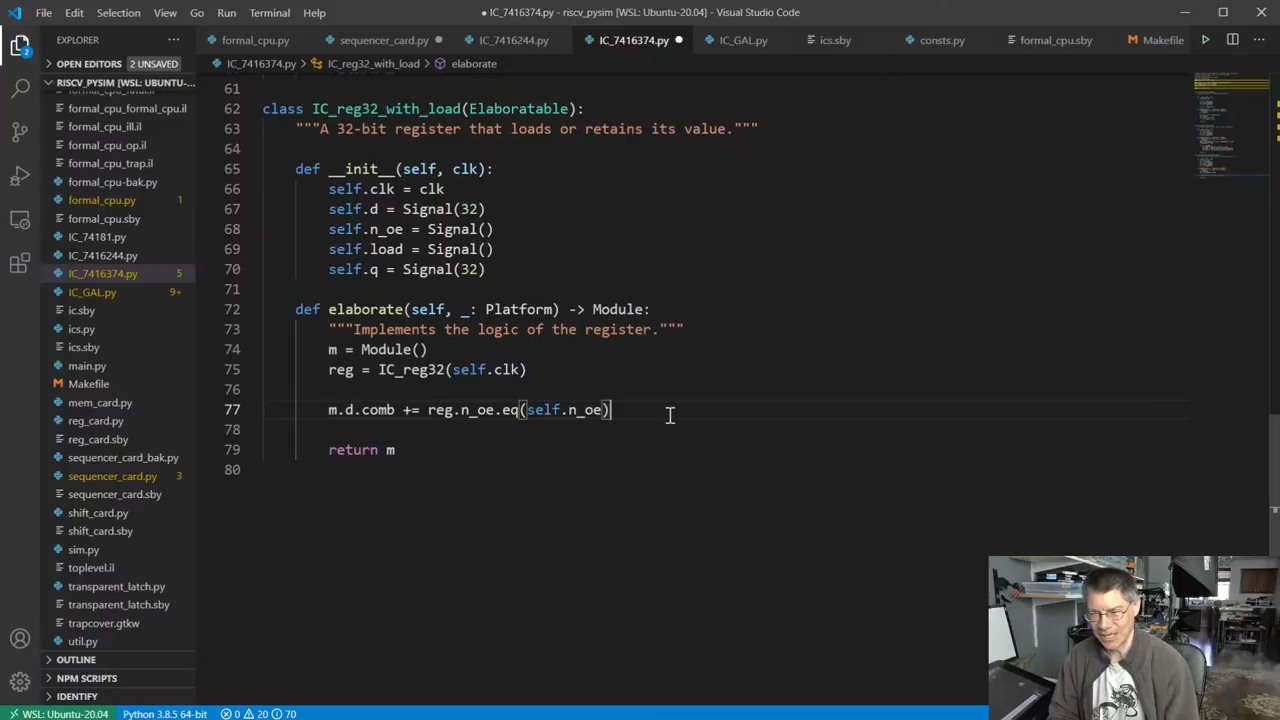 File Edit Selection View Go Run Terminal Help
● IC_7416374.py - riscv_pysim [WSL: Ubuntu-20.04] - Visual Studio Code
EXPLORER
formal_cpu.py sequencer_card.py IC_7416244.py IC_7416374.py IC_GAL.py ics.sby consts.py formal_cpu.sby Makefile
OPEN EDITORS 2 UNSAVED
IC_7416374.py > IC_reg32_with_load > elaborate
RISCV_PYSIM [WSL: UBUNTU-...
formal_cpu_formal_cpu.il
formal_cpu_ill.il
formal_cpu_op.il
formal_cpu_trap.il
formal_cpu-bak.py
formal_cpu.py 1
formal_cpu.sby
IC_74181.py
IC_7416244.py
IC_7416374.py 5
IC_GAL.py 9+
ic.sby
ics.py
ics.sby
main.py
Makefile
mem_card.py
reg_card.py
reg_card.sby
sequencer_card_bak.py
sequencer_card.py 3
sequencer_card.sby
shift_card.py
shift_card.sby
sim.py
toplevel.il
transparent_latch.py
transparent_latch.sby
trapcover.gtkw
util.py
OUTLINE
NPM SCRIPTS
IDENTIFY
61
62 class IC_reg32_with_load(Elaboratable):
63 """A 32-bit register that loads or retains its value."""
64
65 def __init__(self, clk):
66 self.clk = clk
67 self.d = Signal(32)
68 self.n_oe = Signal()
69 self.load = Signal()
70 self.q = Signal(32)
71
72 def elaborate(self, _: Platform) -> Module:
73 """Implements the logic of the register."""
74 m = Module()
75 reg = IC_reg32(self.clk)
76
77 m.d.comb += reg.n_oe.eq(self.n_oe)
78
79 return m
80
WSL: Ubuntu-20.04 Python 3.8.5 64-bit 0 20 70